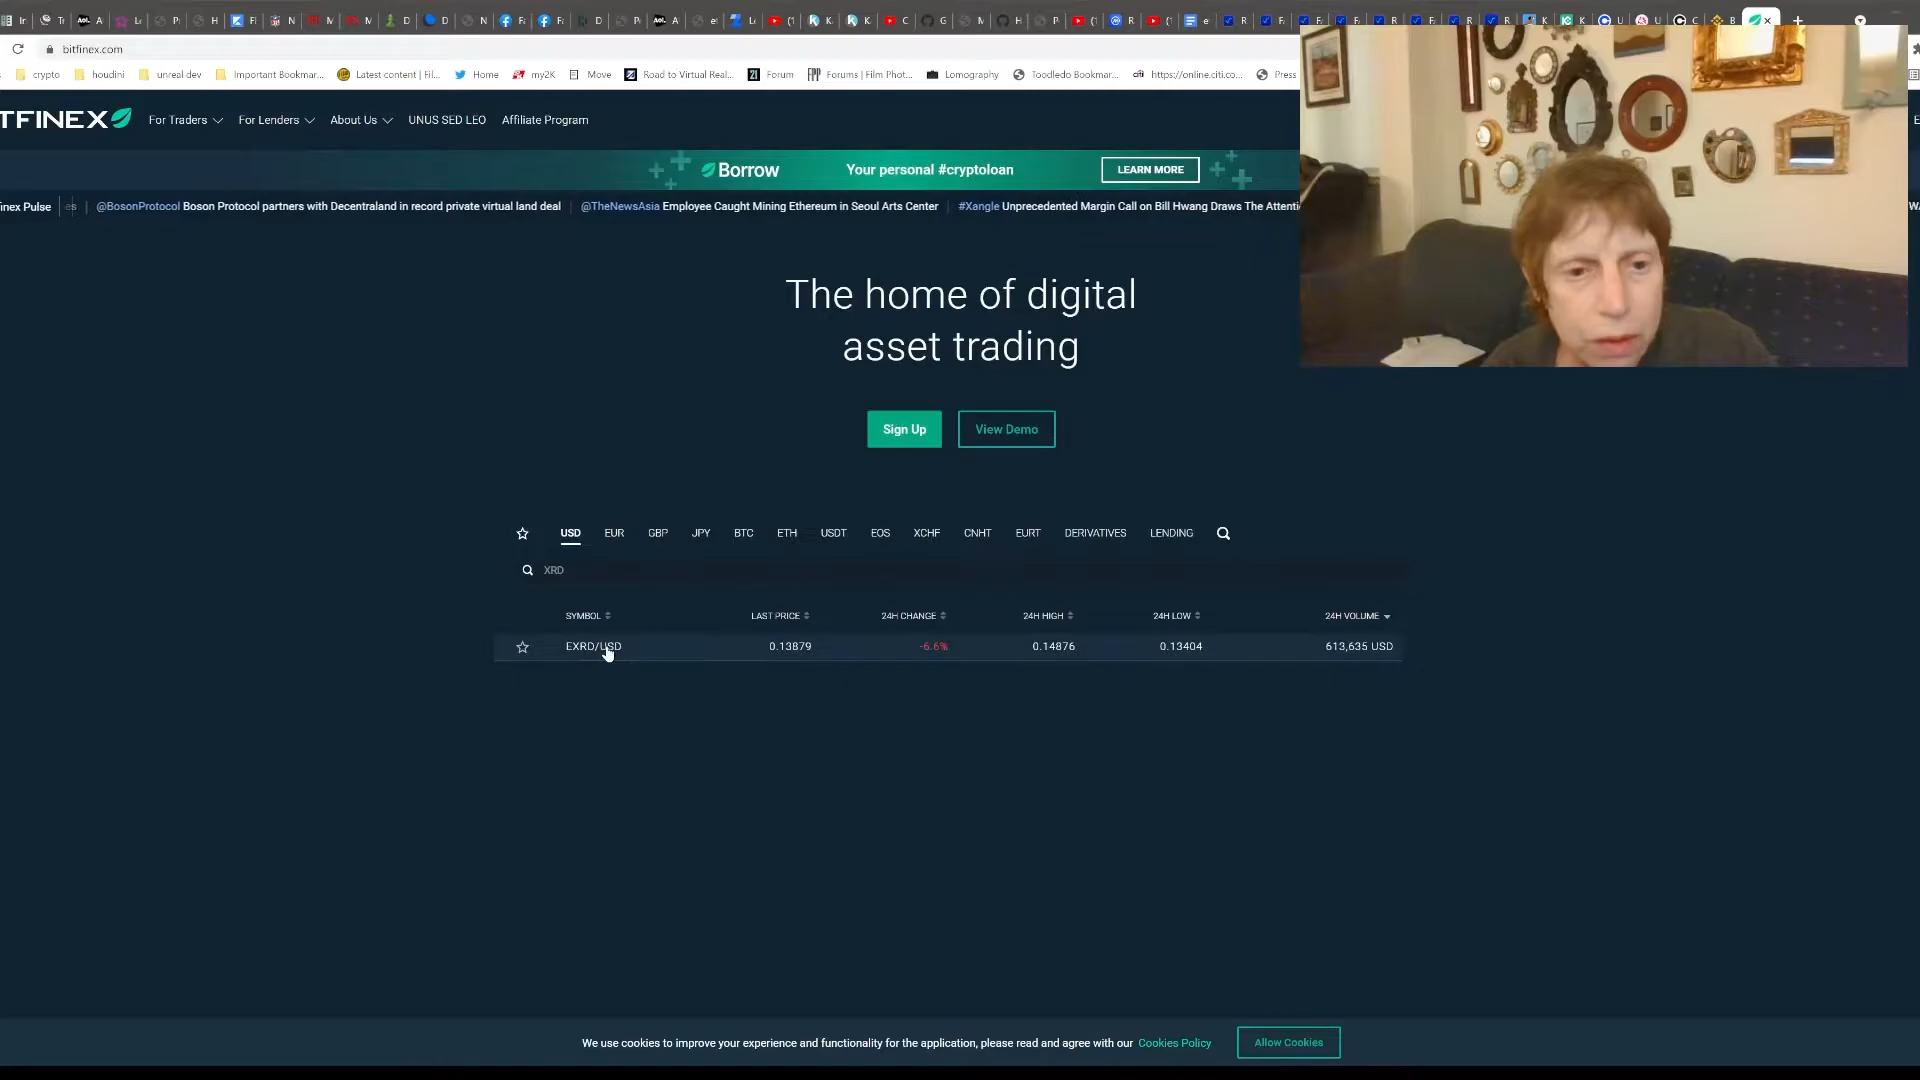 bitfinex.com
crypto
houdini
unreal dev
Important Bookmar...
Latest content | Fil...
Home
my2K
Move
Road to Virtual Real...
Forum
Forums | Film Phot...
Lomography
Toodledo Bookmar...
https://online.citi.co...
Press
TFINEX
For Traders
For Lenders
About Us
UNUS SED LEO
Affiliate Program
Borrow
Your personal #cryptoloan
LEARN MORE
inex Pulse
es
@BosonProtocol Boson Protocol partners with Decentraland in record private virtual land deal
@TheNewsAsia Employee Caught Mining Ethereum in Seoul Arts Center
#Xangle Unprecedented Margin Call on Bill Hwang Draws The Attenti
The home of digital
asset trading
Sign Up
View Demo
USD EUR GBP JPY BTC ETH USDT EOS XCHF CNHT EURT DERIVATIVES LENDING
XRD
SYMBOL LAST PRICE 24H CHANGE 24H HIGH 24H LOW 24H VOLUME
EXRD/USD 0.13879 -6.6% 0.14876 0.13404 613,635 USD
We use cookies to improve your experience and functionality for the application, please read and agree with our Cookies Policy
Allow Cookies